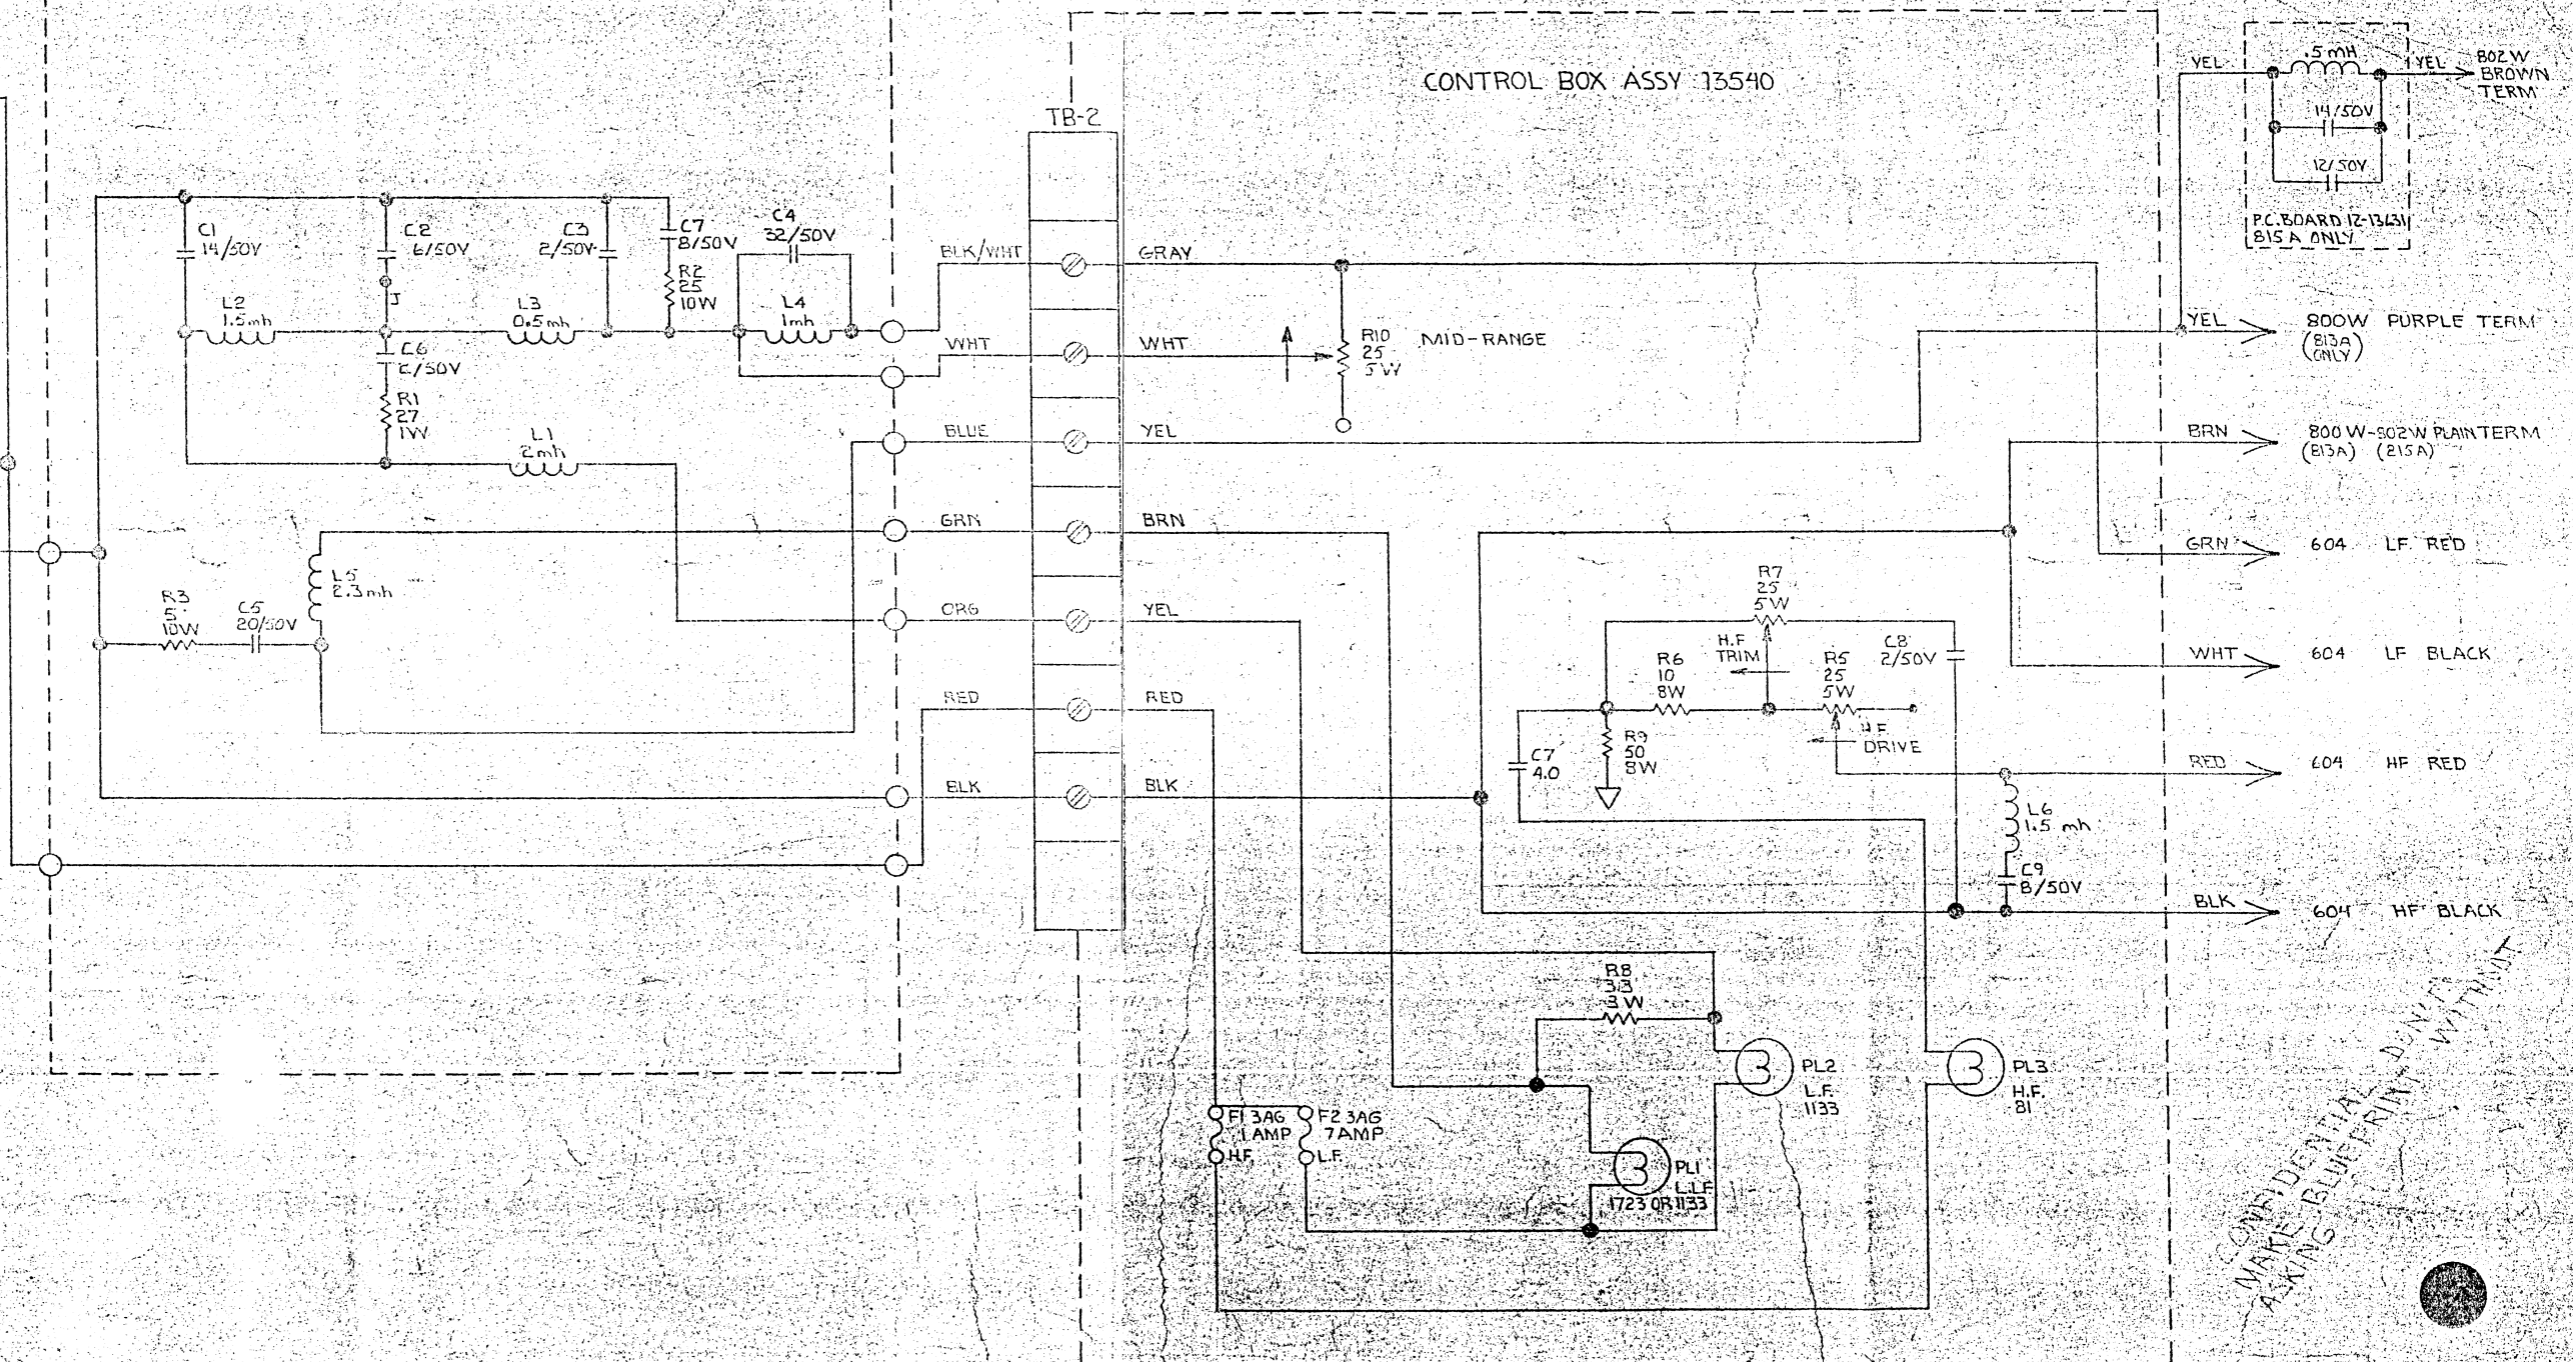 CONTROL BOX ASSY 13540
TB-2
C1
14/50V
C2
6/50V
C3
2/50V
C7
8/50V
C4
32/50V
R2
25
10W
L2
1.5mh
J
L3
0.5mh
L4
1mh
C6
/50V
R1
27
1W
L1
2mh
L5
2.3mh
R3
5
10W
C5
20/50V
BLK/WHT
WHT
BLUE
GRN
ORG
RED
BLK
GRAY
WHT
YEL
BRN
YEL
RED
BLK
R10
25
5W
MID-RANGE
R7
25
5W
H.F
TRIM
R6
10
8W
R5
25
5W
C8
2/50V
H.F.
DRIVE
C7
4.0
R9
50
8W
L6
1.5 mh
C9
8/50V
R8
33
3W
PL2
L.F.
1133
PL3
H.F.
81
F1 3AG
1AMP
H.F.
F2 3AG
7AMP
L.F.
PL1
L.LF
1723 OR 1133
YEL
.5mH
YEL
802W
BROWN
TERM
14/50V
12/50V
P.C. BOARD 12-13631
815A ONLY
YEL
800W PURPLE TERM
(813A
ONLY)
BRN
800W-802W PLAIN TERM
(813A) (815A)
GRN
604 LF. RED
WHT
604 LF BLACK
RED
604 HF RED
BLK
604 HF BLACK
CONFIDENTIAL DON'T
MAKE BLUEPRINT WITHOUT
ASKING